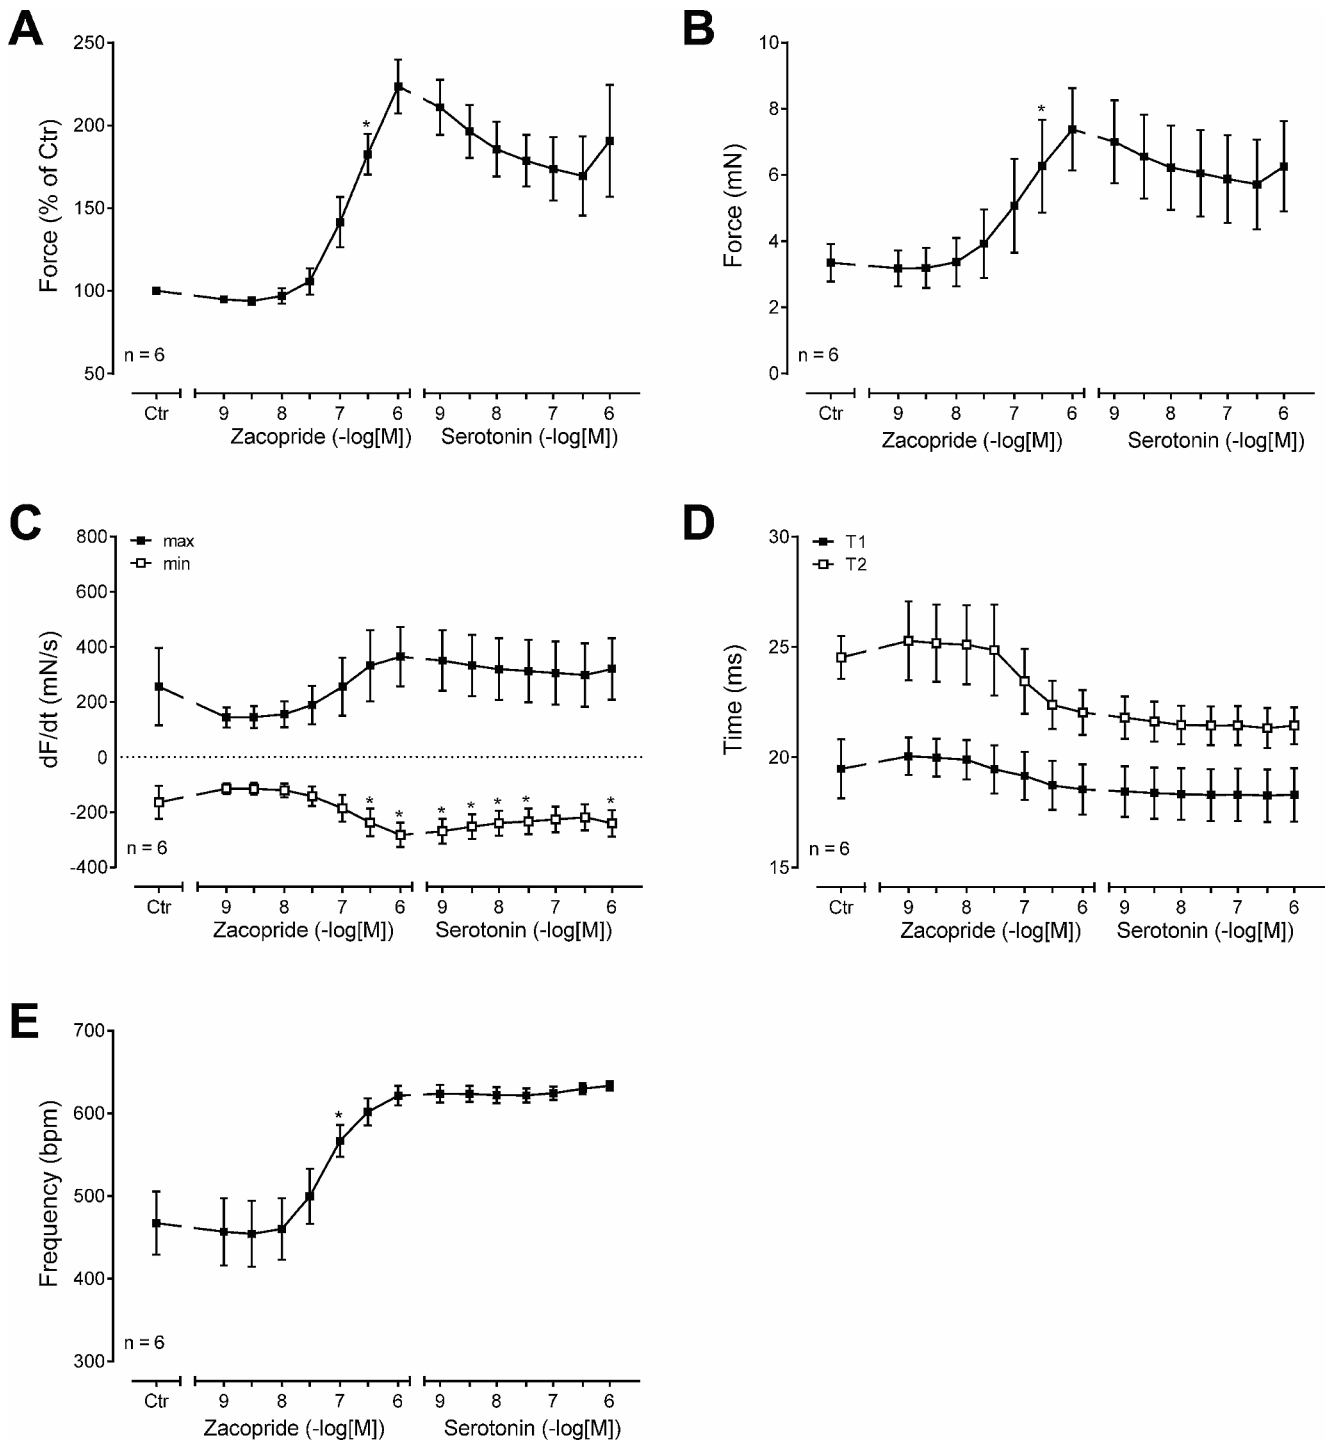 A
Force (% of Ctr)
250
200
150
100
50
*
n = 6
Ctr 9 8 7 6 9 8 7 6
Zacopride (-log[M]) Serotonin (-log[M])
B
Force (mN)
10
8
6
4
2
0
*
n = 6
Ctr 9 8 7 6 9 8 7 6
Zacopride (-log[M]) Serotonin (-log[M])
C
dF/dt (mN/s)
800
600
400
200
0
-200
-400
max
min
* * * * * * *
n = 6
Ctr 9 8 7 6 9 8 7 6
Zacopride (-log[M]) Serotonin (-log[M])
D
Time (ms)
30
25
20
15
T1
T2
n = 6
Ctr 9 8 7 6 9 8 7 6
Zacopride (-log[M]) Serotonin (-log[M])
E
Frequency (bpm)
700
600
500
400
300
*
n = 6
Ctr 9 8 7 6 9 8 7 6
Zacopride (-log[M]) Serotonin (-log[M])